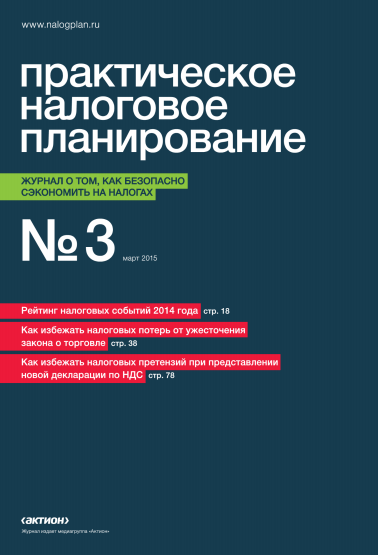 www.nalogplan.ru
практическое
налоговое
планирование
ЖУРНАЛ О ТОМ, КАК БЕЗОПАСНО
СЭКОНОМИТЬ НА НАЛОГАХ
№3 март 2015
Рейтинг налоговых событий 2014 года стр. 18
Как избежать налоговых потерь от ужесточения
закона о торговле стр. 38
Как избежать налоговых претензий при представлении
новой декларации по НДС стр. 78
‹актион›
Журнал издает медиагруппа «Актион»